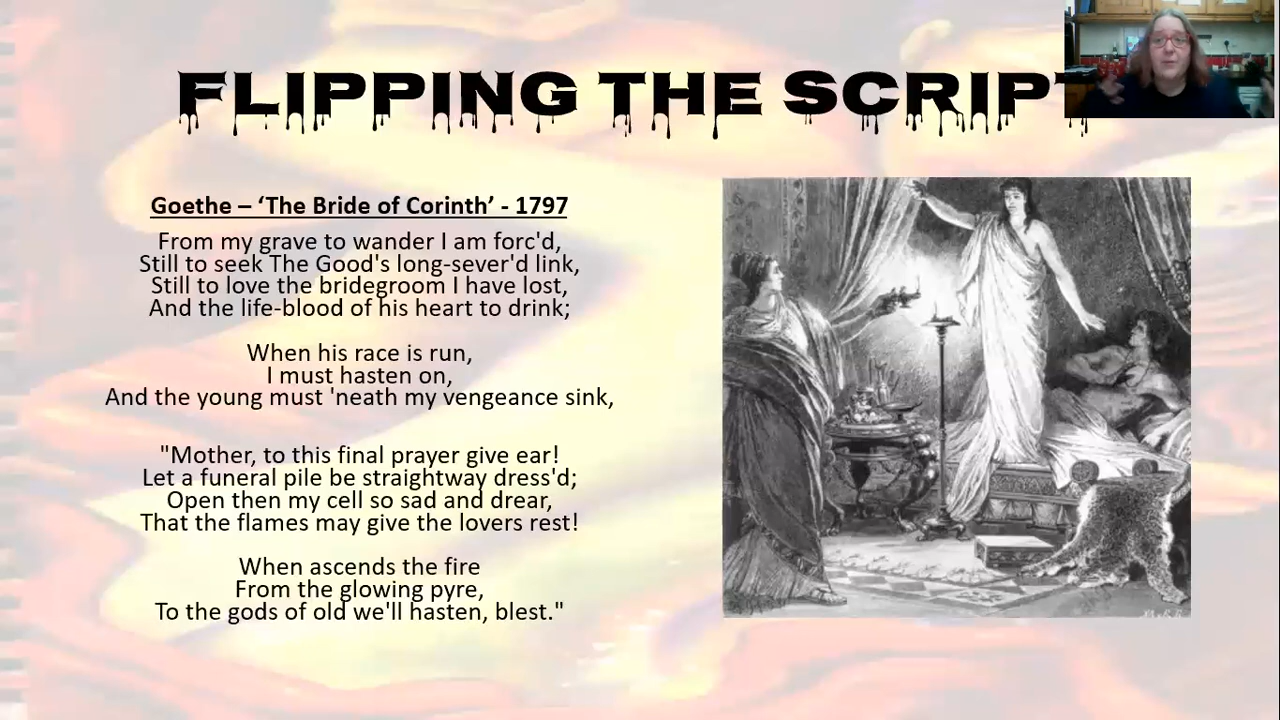 FLIPPING THE SCRIPT
Goethe – ‘The Bride of Corinth’ - 1797
From my grave to wander I am forc'd,
Still to seek The Good's long-sever'd link,
Still to love the bridegroom I have lost,
And the life-blood of his heart to drink;
When his race is run,
I must hasten on,
And the young must 'neath my vengeance sink,
"Mother, to this final prayer give ear!
Let a funeral pile be straightway dress'd;
Open then my cell so sad and drear,
That the flames may give the lovers rest!
When ascends the fire
From the glowing pyre,
To the gods of old we'll hasten, blest."